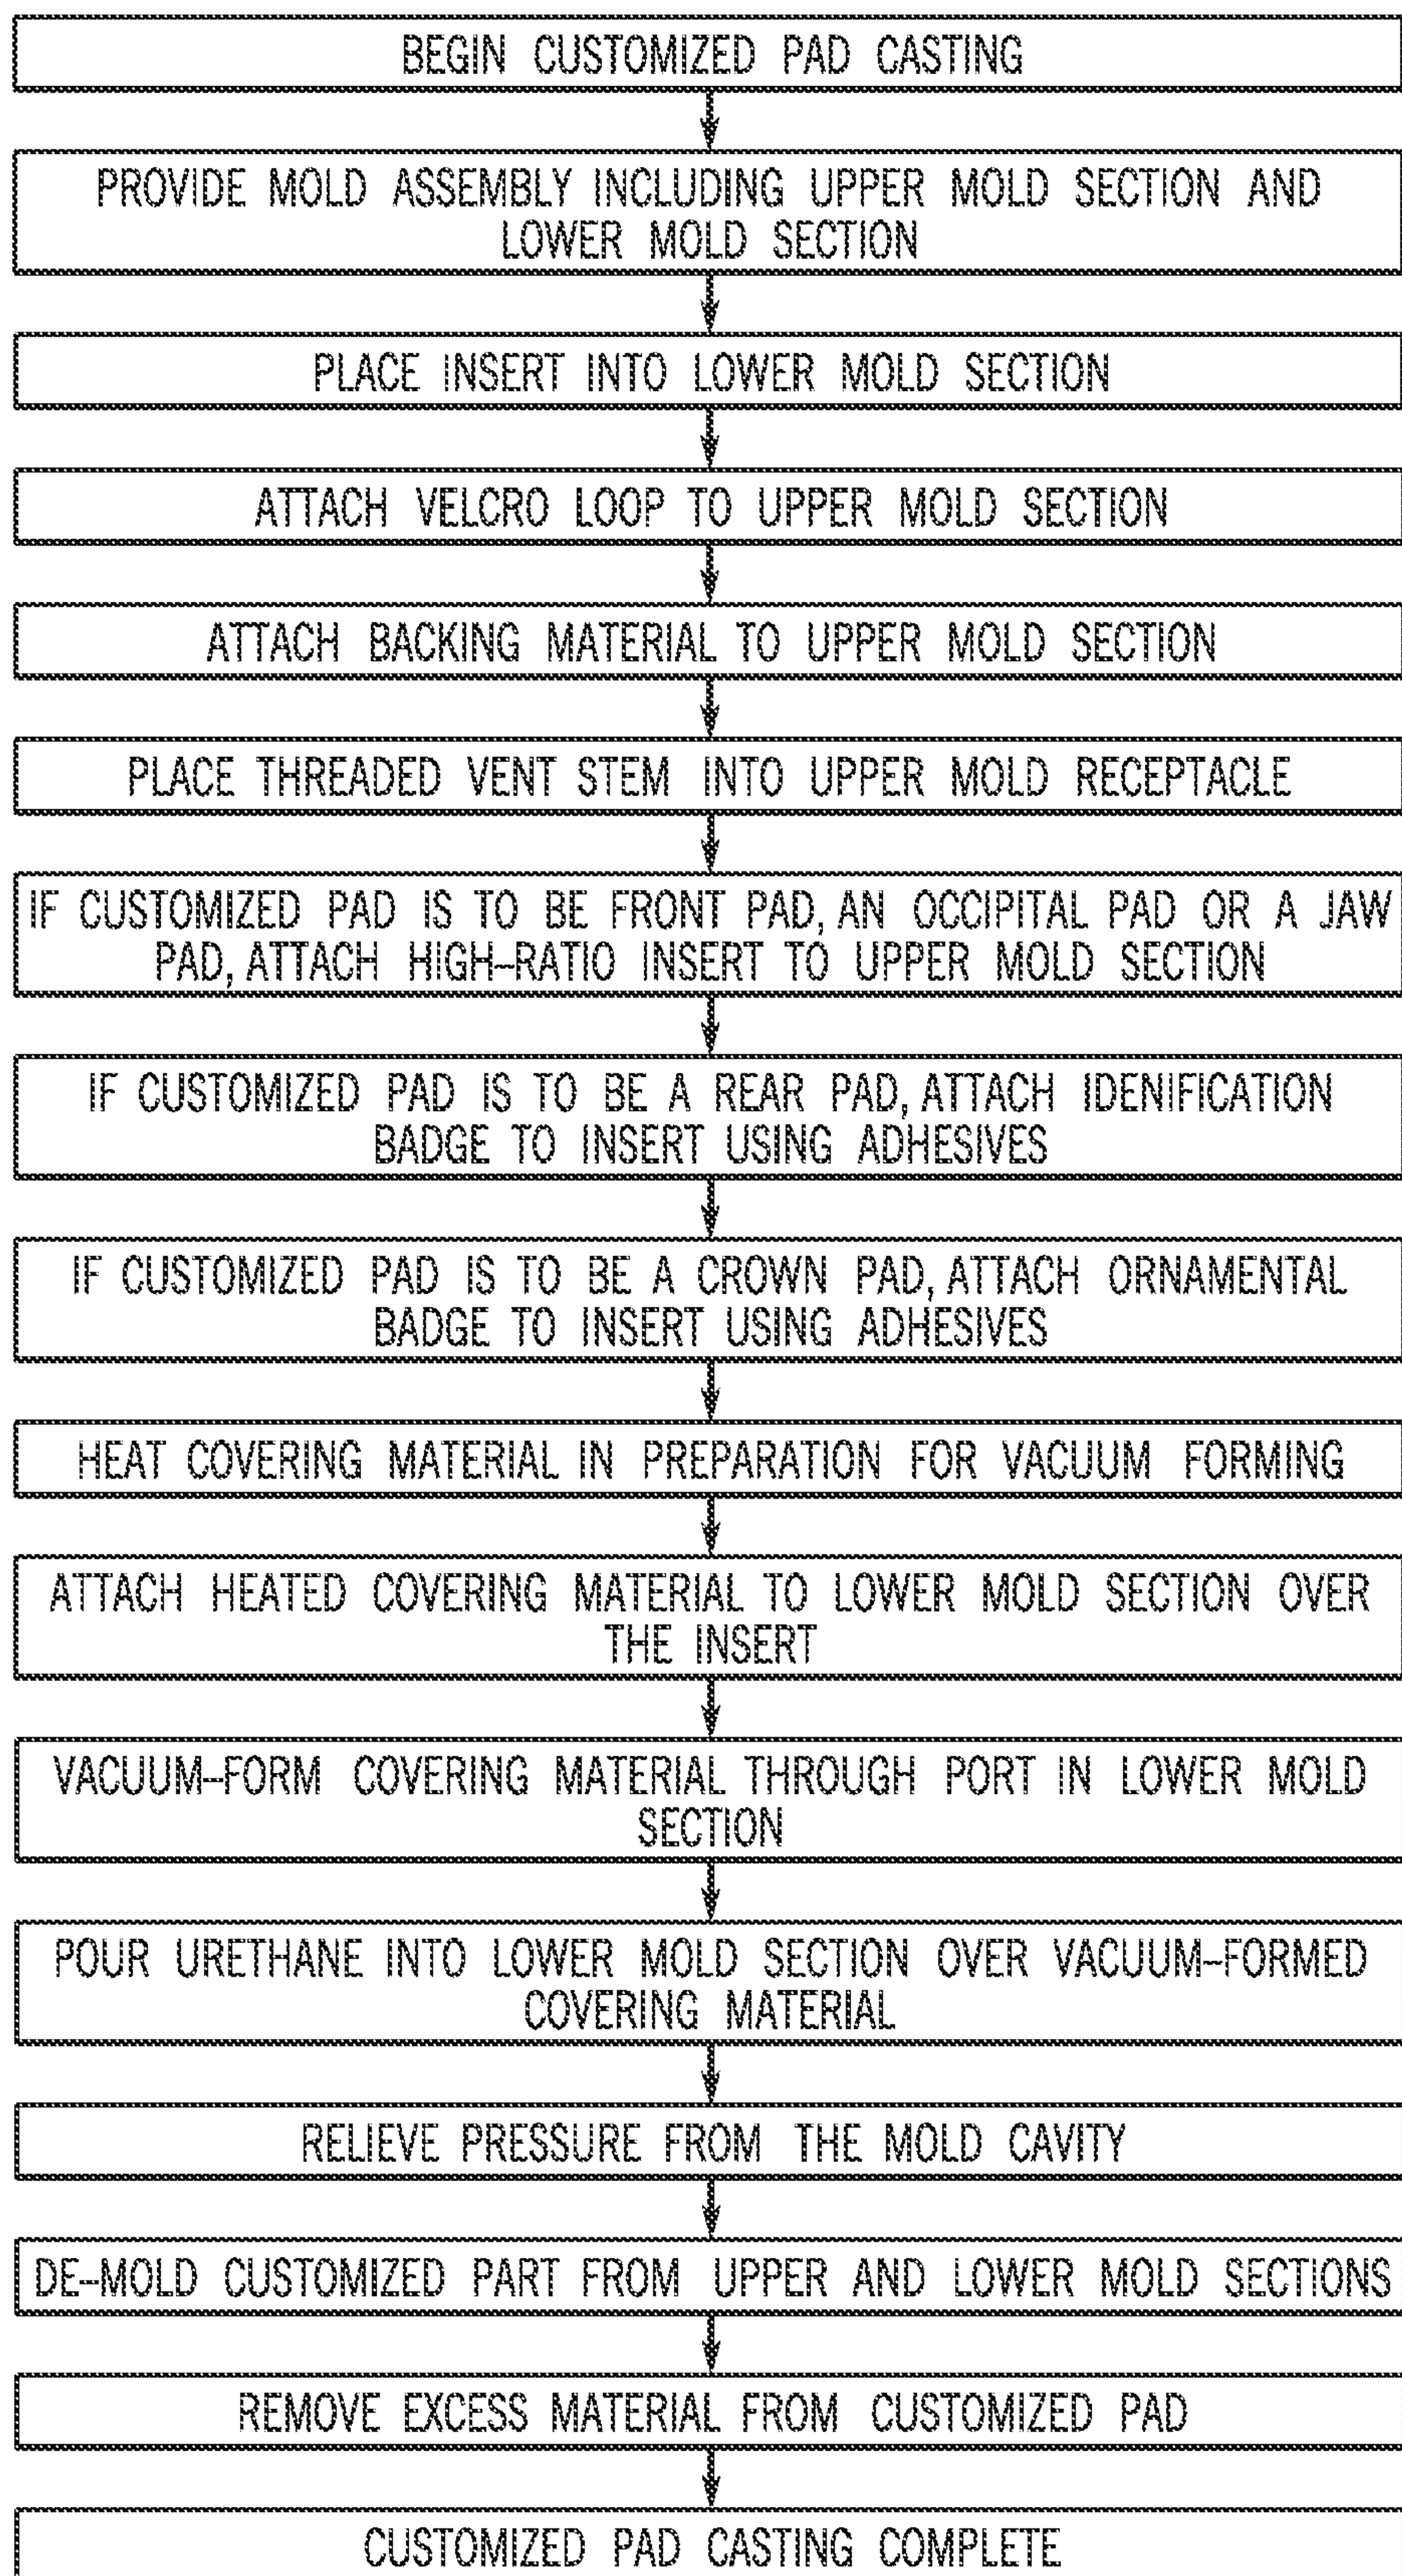 BEGIN CUSTOMIZED PAD CASTING
PROVIDE MOLD ASSEMBLY INCLUDING UPPER MOLD SECTION AND
LOWER MOLD SECTION
PLACE INSERT INTO LOWER MOLD SECTION
ATTACH VELCRO LOOP TO UPPER MOLD SECTION
ATTACH BACKING MATERIAL TO UPPER MOLD SECTION
PLACE THREADED VENT STEM INTO UPPER MOLD RECEPTACLE
IF CUSTOMIZED PAD IS TO BE FRONT PAD, AN OCCIPITAL PAD OR A JAW
PAD, ATTACH HIGH-RATIO INSERT TO UPPER MOLD SECTION
IF CUSTOMIZED PAD IS TO BE A REAR PAD, ATTACH IDENIFICATION
BADGE TO INSERT USING ADHESIVES
IF CUSTOMIZED PAD IS TO BE A CROWN PAD, ATTACH ORNAMENTAL
BADGE TO INSERT USING ADHESIVES
HEAT COVERING MATERIAL IN PREPARATION FOR VACUUM FORMING
ATTACH HEATED COVERING MATERIAL TO LOWER MOLD SECTION OVER
THE INSERT
VACUUM-FORM COVERING MATERIAL THROUGH PORT IN LOWER MOLD
SECTION
POUR URETHANE INTO LOWER MOLD SECTION OVER VACUUM-FORMED
COVERING MATERIAL
RELIEVE PRESSURE FROM THE MOLD CAVITY
DE-MOLD CUSTOMIZED PART FROM UPPER AND LOWER MOLD SECTIONS
REMOVE EXCESS MATERIAL FROM CUSTOMIZED PAD
CUSTOMIZED PAD CASTING COMPLETE